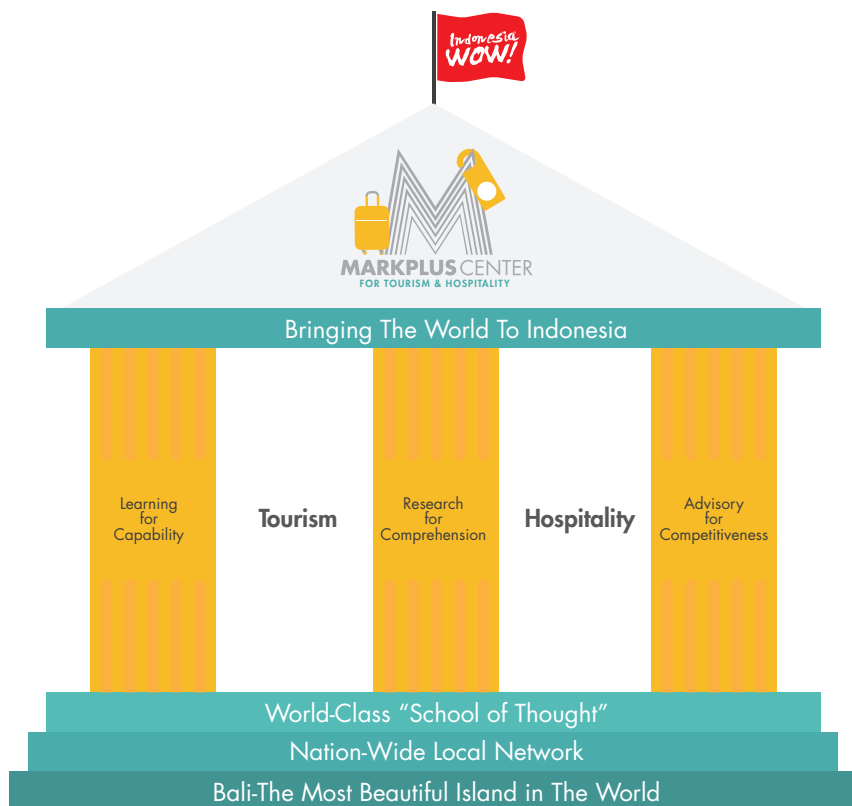 Indonesia
WOW!
MARKPLUS CENTER
FOR TOURISM & HOSPITALITY
Bringing The World To Indonesia
Learning
for
Capability
Tourism
Research
for
Comprehension
Hospitality
Advisory
for
Competitiveness
World-Class “School of Thought”
Nation-Wide Local Network
Bali-The Most Beautiful Island in The World